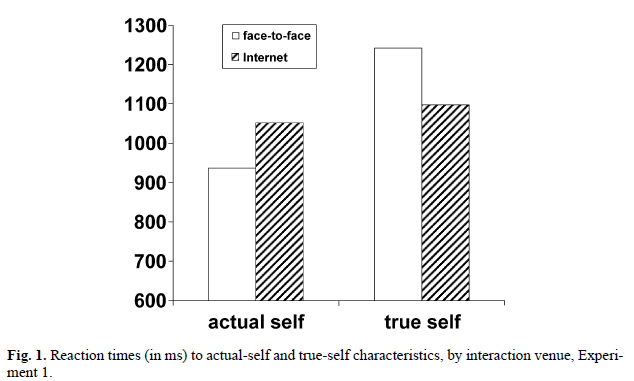 1300
1200
1100
1000
900
800
700
600
face-to-face
Internet
actual self true self
Fig. 1. Reaction times (in ms) to actual-self and true-self characteristics, by interaction venue, Experi-
ment 1.